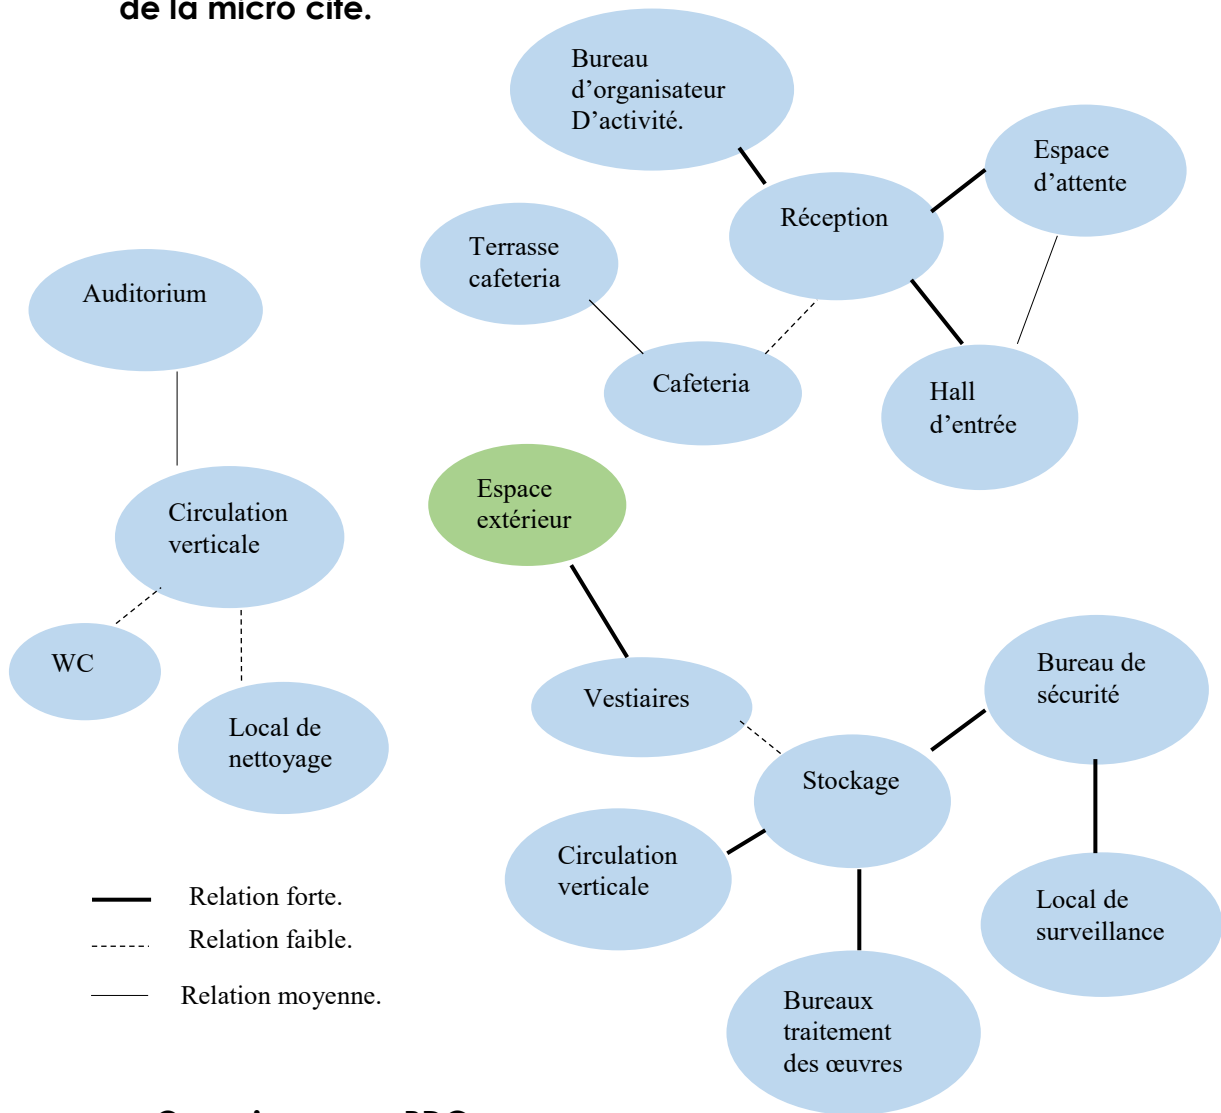 de la micro cité.
Bureau
d’organisateur
D’activité.
Espace
d’attente
Réception
Terrasse
cafeteria
Auditorium
Cafeteria
Hall
d’entrée
Espace
extérieur
Circulation
verticale
WC
Local de
nettoyage
Vestiaires
Bureau de
sécurité
Stockage
Circulation
verticale
Local de
surveillance
Relation forte.
Relation faible.
Relation moyenne.
Bureaux
traitement
des œuvres